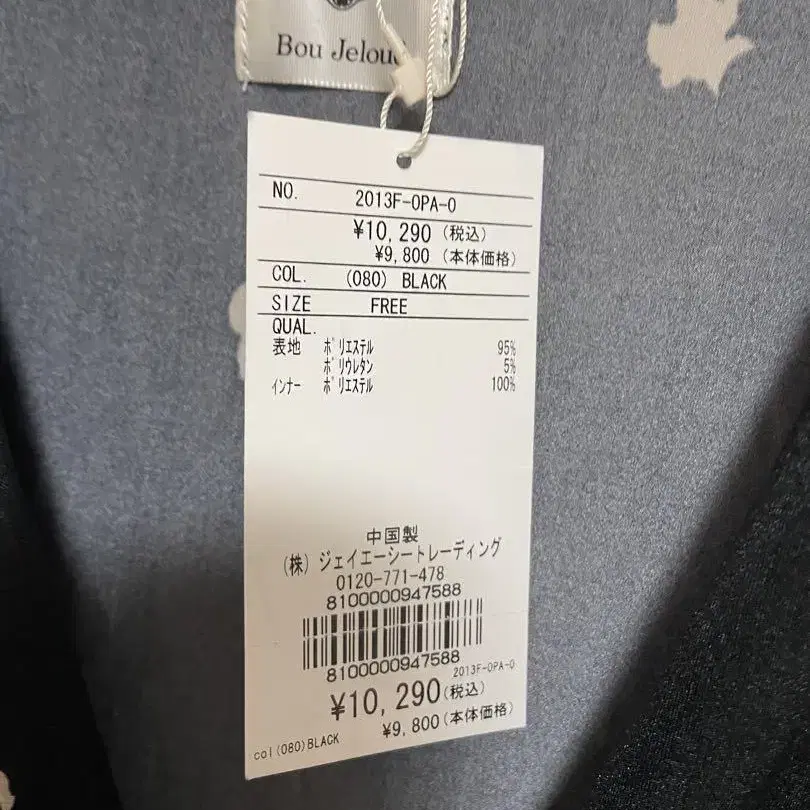 Bou Jeloud
NO. 2013F-OPA-O
¥10,290 (税込)
¥9,800 (本体価格)
COL. (080) BLACK
SIZE FREE
QUAL.
表地 ポリエステル 95%
ポリウレタン 5%
インナー ポリエステル 100%
中国製
(株) ジェイエーシートレーディング
0120-771-478
8100000947588
8100000947588
2013F-OPA-O
¥10,290(税込)
¥9,800(本体価格)
col(080)BLACK